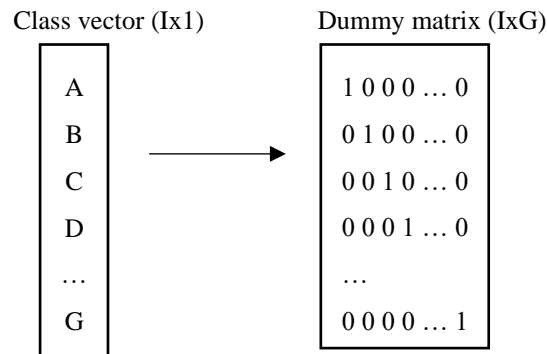 Class vector (Ix1)
Dummy matrix (IxG)
A
1 0 0 0 … 0
B
0 1 0 0 … 0
C
0 0 1 0 … 0
D
0 0 0 1 … 0
…
…
G
0 0 0 0 … 1